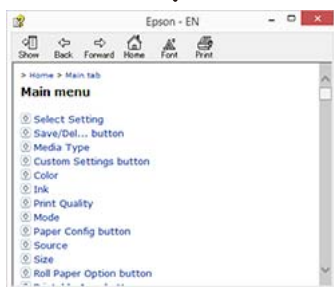 Epson - EN
Show Back Forward Home Font Print
> Home > Main tab
Main menu
Select Setting
Save/Del... button
Media Type
Custom Settings button
Color
Ink
Print Quality
Mode
Paper Config button
Source
Size
Roll Paper Option button